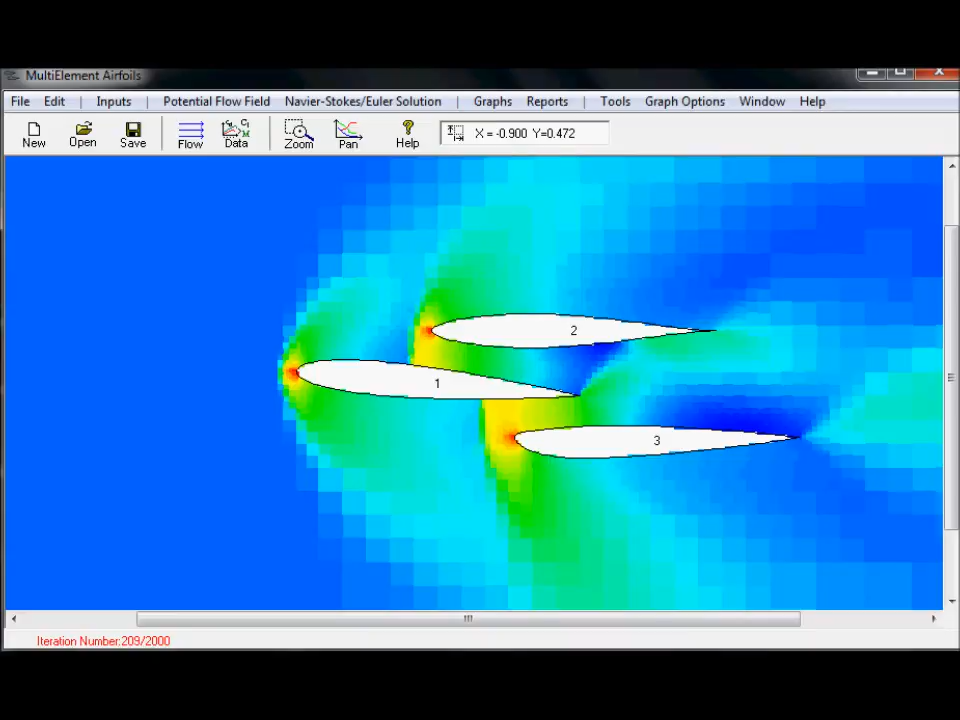 MultiElement Airfoils
File Edit | Inputs | Potential Flow Field Navier-Stokes/Euler Solution | Graphs Reports | Tools Graph Options Window Help
New Open Save Flow Data Zoom Pan Help X = -0.900 Y=0.472
2
1
3
Iteration Number:209/2000